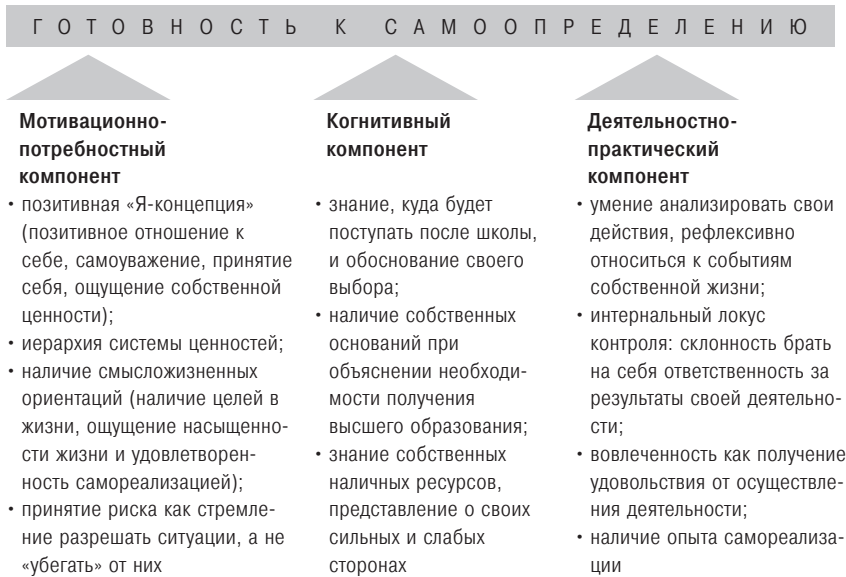 ГОТОВНОСТЬ К САМООПРЕДЕЛЕНИЮ
Мотивационно-
потребностный
компонент
• позитивная «Я-концепция»
(позитивное отношение к
себе, самоуважение, принятие
себя, ощущение собственной
ценности);
• иерархия системы ценностей;
• наличие смысложизненных
ориентаций (наличие целей в
жизни, ощущение насыщенно-
сти жизни и удовлетворен-
ность самореализацией);
• принятие риска как стремле-
ние разрешать ситуации, а не
«убегать» от них
Когнитивный
компонент
• знание, куда будет
поступать после школы,
и обоснование своего
выбора;
• наличие собственных
оснований при
объяснении необходи-
мости получения
высшего образования;
• знание собственных
наличных ресурсов,
представление о своих
сильных и слабых
сторонах
Деятельностно-
практический
компонент
• умение анализировать свои
действия, рефлексивно
относиться к событиям
собственной жизни;
• интернальный локус
контроля: склонность брать
на себя ответственность за
результаты своей деятельно-
сти;
• вовлеченность как получение
удовольствия от осуществле-
ния деятельности;
• наличие опыта самореализа-
ции